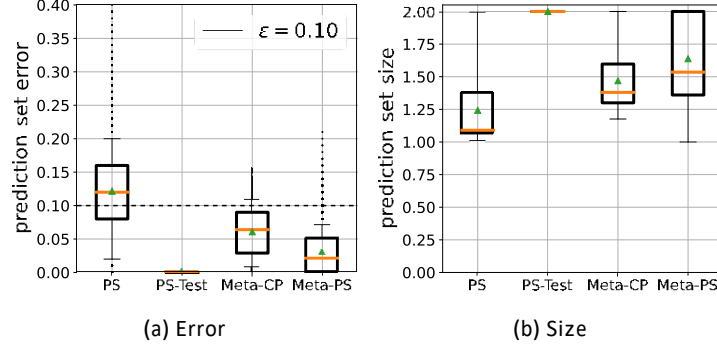 0.40
0.35
0.30
0.25
0.20
0.15
0.10
0.05
0.00
prediction set error
ε = 0.10
PS PS-Test Meta-CP Meta-PS
(a) Error
2.00
1.75
1.50
1.25
1.00
0.75
0.50
0.25
0.00
prediction set size
PS PS-Test Meta-CP Meta-PS
(b) Size